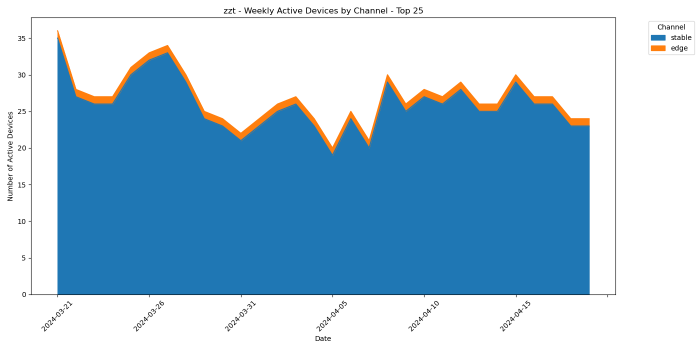 zzt - Weekly Active Devices by Channel - Top 25
Channel
stable
edge
Number of Active Devices
35
30
25
20
15
10
5
0
2024-03-21
2024-03-26
2024-03-31
2024-04-05
2024-04-10
2024-04-15
Date